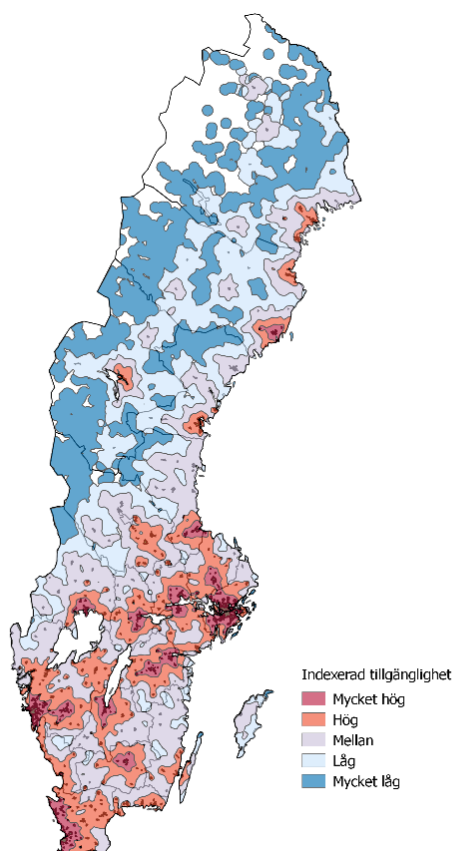 Indexerad tillgänglighet
Mycket hög
Hög
Mellan
Låg
Mycket låg